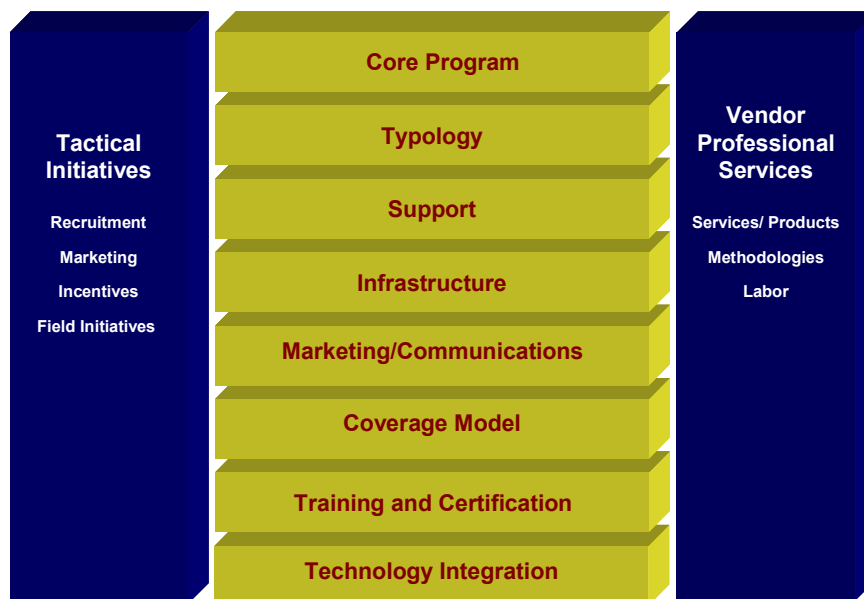 Tactical
Initiatives
Recruitment
Marketing
Incentives
Field Initiatives
Core Program
Typology
Support
Infrastructure
Marketing/Communications
Coverage Model
Training and Certification
Technology Integration
Vendor
Professional
Services
Services/ Products
Methodologies
Labor